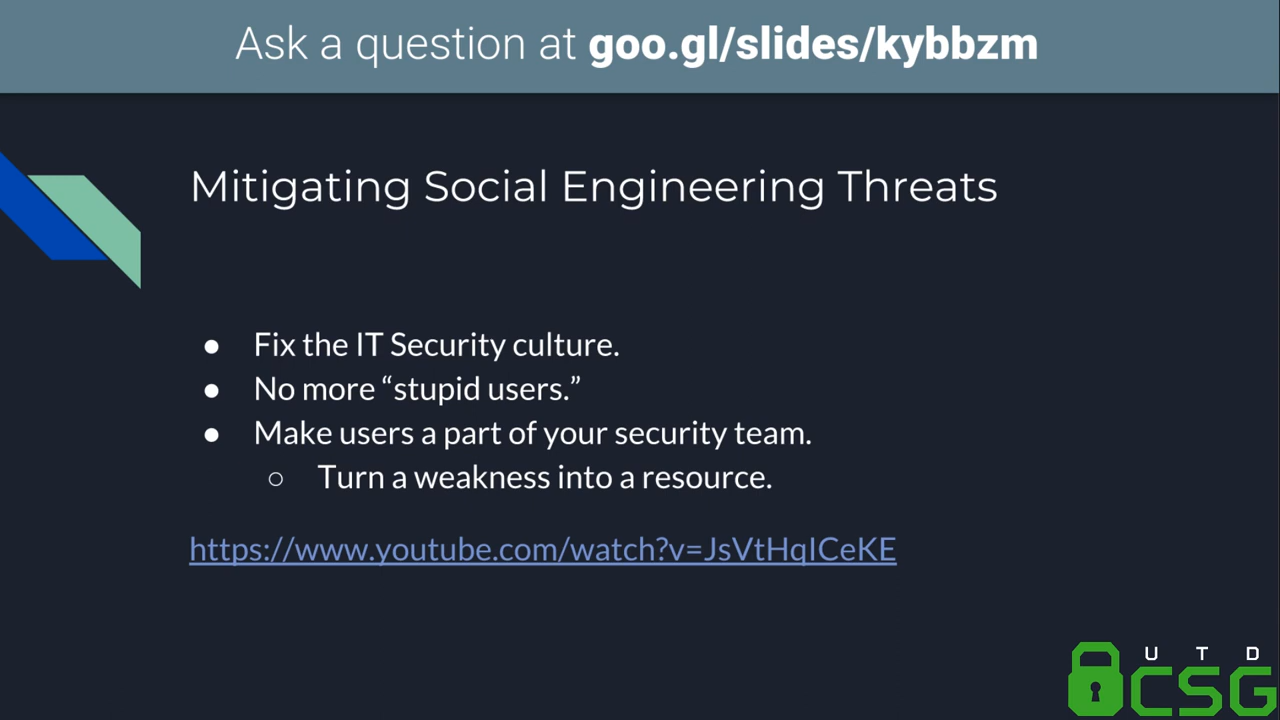 Ask a question at goo.gl/slides/kybbzm
Mitigating Social Engineering Threats
● Fix the IT Security culture.
● No more “stupid users.”
● Make users a part of your security team.
○ Turn a weakness into a resource.
https://www.youtube.com/watch?v=JsVtHqICeKE
U T D
CSG